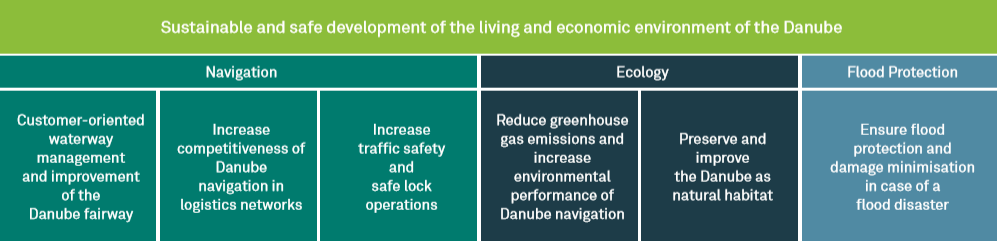 Sustainable and safe development of the living and economic environment of the Danube
Navigation
Ecology
Flood Protection
Customer-oriented
waterway
management
and improvement
of the
Danube fairway
Increase
competitiveness of
Danube
navigation in
logistics networks
Increase
traffic safety
and
safe lock
operations
Reduce greenhouse
gas emissions and
increase
environmental
performance of
Danube navigation
Preserve and
improve
the Danube as
natural habitat
Ensure flood
protection and
damage minimisation
in case of a
flood disaster